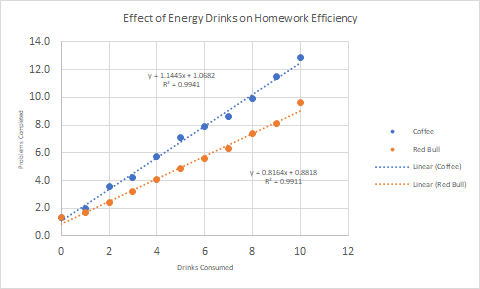 Effect of Energy Drinks on Homework Efficiency
14.0
12.0
10.0
8.0
6.0
4.0
2.0
0.0
Problems Completed
y = 1.1445x + 1.0682
R² = 0.9941
y = 0.8164x + 0.8818
R² = 0.9911
0 2 4 6 8 10 12
Drinks Consumed
Coffee
Red Bull
Linear (Coffee)
Linear (Red Bull)